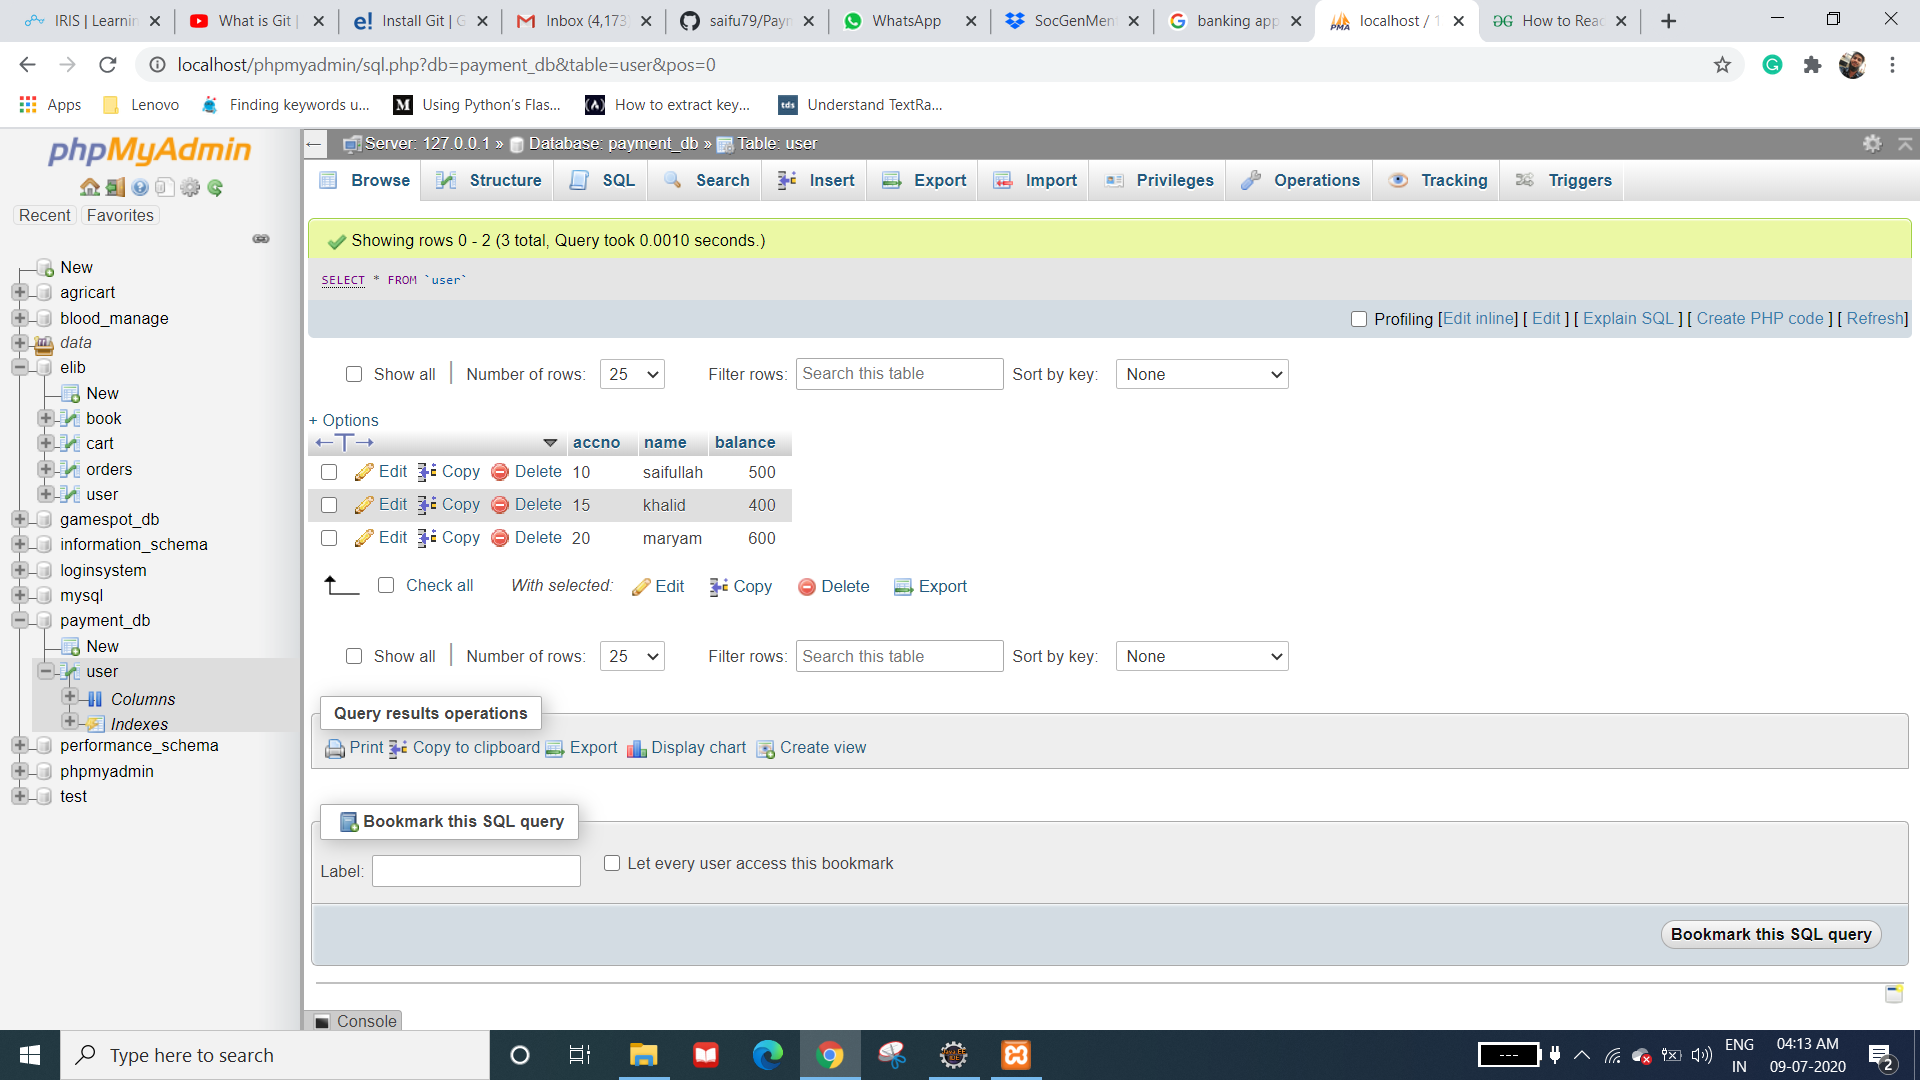 IRIS | Learnin
What is Git |
Install Git | G
Inbox (4,173)
saifu79/Paym
WhatsApp
SocGenMen
banking app
localhost / 1
How to Reac
localhost/phpmyadmin/sql.php?db=payment_db&table=user&pos=0
Apps
Lenovo
Finding keywords u...
Using Python's Flas...
How to extract key...
Understand TextRa...
phpMyAdmin
Recent
Favorites
New
agricart
blood_manage
data
elib
New
book
cart
orders
user
gamespot_db
information_schema
loginsystem
mysql
payment_db
New
user
Columns
Indexes
performance_schema
phpmyadmin
test
Server: 127.0.0.1 » Database: payment_db » Table: user
Browse Structure SQL Search Insert Export Import Privileges Operations Tracking Triggers
Showing rows 0 - 2 (3 total, Query took 0.0010 seconds.)
SELECT * FROM `user`
Profiling [Edit inline] [ Edit ] [ Explain SQL ] [ Create PHP code ] [ Refresh]
Show all | Number of rows: 25 Filter rows: Search this table Sort by key: None
+ Options
←T→ accno name balance
Edit Copy Delete 10 saifullah 500
Edit Copy Delete 15 khalid 400
Edit Copy Delete 20 maryam 600
Check all With selected: Edit Copy Delete Export
Show all | Number of rows: 25 Filter rows: Search this table Sort by key: None
Query results operations
Print Copy to clipboard Export Display chart Create view
Bookmark this SQL query
Label: Let every user access this bookmark
Bookmark this SQL query
Console
Type here to search
ENG
IN
04:13 AM
09-07-2020
2